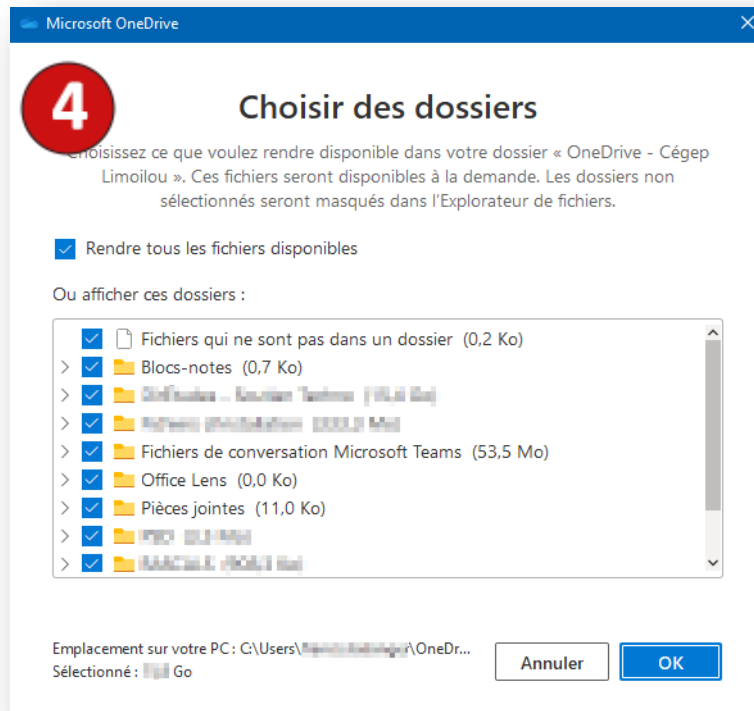 Microsoft OneDrive
4
Choisir des dossiers
Choisissez ce que voulez rendre disponible dans votre dossier « OneDrive - Cégep
Limoilou ». Ces fichiers seront disponibles à la demande. Les dossiers non
sélectionnés seront masqués dans l'Explorateur de fichiers.
Rendre tous les fichiers disponibles
Ou afficher ces dossiers :
Fichiers qui ne sont pas dans un dossier (0,2 Ko)
Blocs-notes (0,7 Ko)
Fichiers de conversation Microsoft Teams (53,5 Mo)
Office Lens (0,0 Ko)
Pièces jointes (11,0 Ko)
Emplacement sur votre PC : C:\Users\ \OneDr...
Sélectionné : Go
Annuler
OK